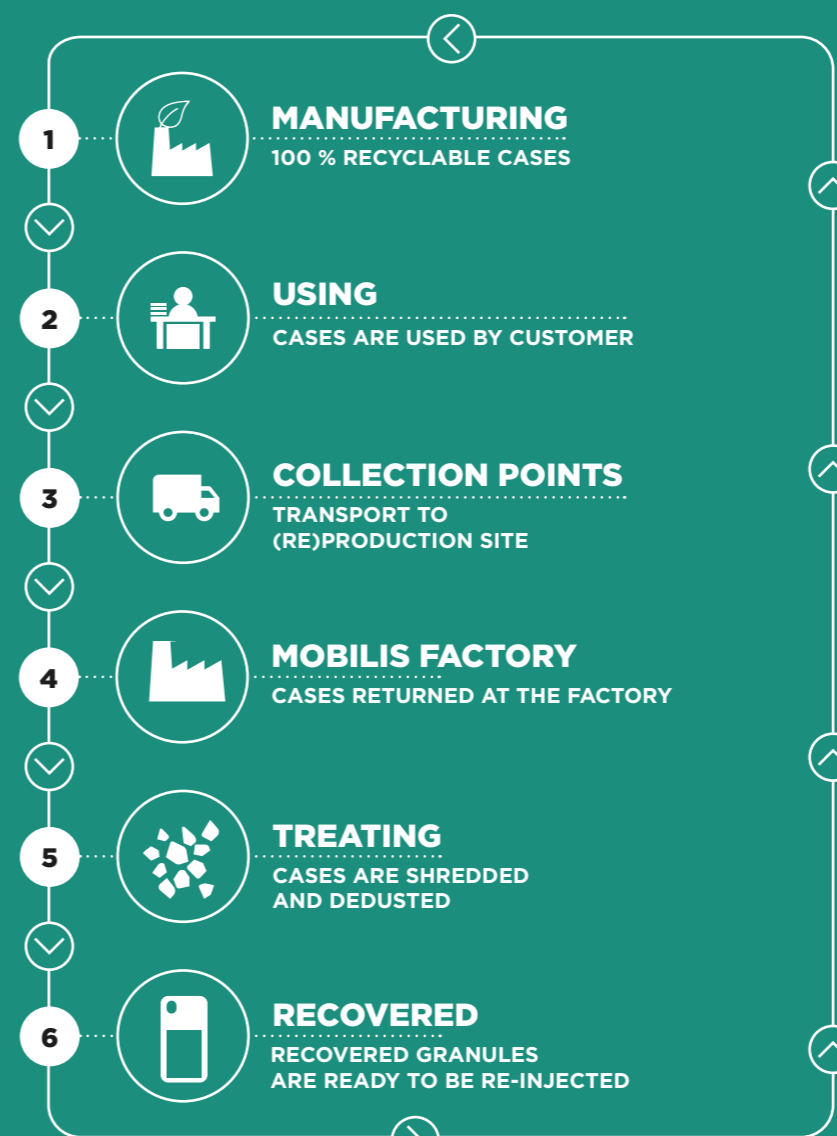 1
MANUFACTURING
100 % RECYCLABLE CASES
2
USING
CASES ARE USED BY CUSTOMER
3
COLLECTION POINTS
TRANSPORT TO
(RE)PRODUCTION SITE
4
MOBILIS FACTORY
CASES RETURNED AT THE FACTORY
5
TREATING
CASES ARE SHREDDED
AND DEDUSTED
6
RECOVERED
RECOVERED GRANULES
ARE READY TO BE RE-INJECTED